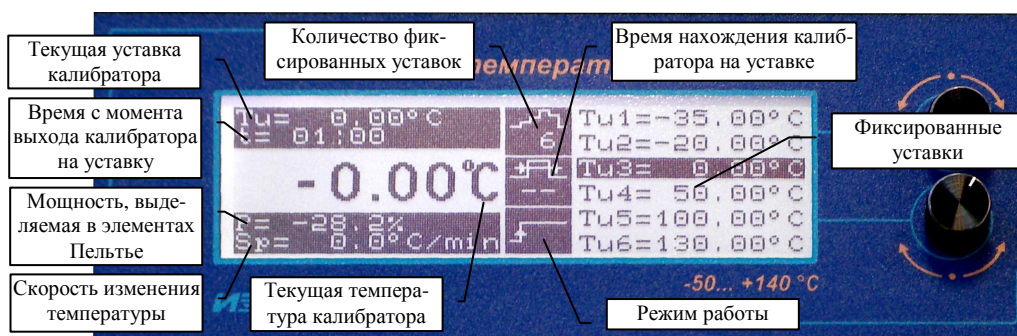 Текущая уставка
калибратора
Время с момента
выхода калибратора
на уставку
Мощность, выде-
ляемая в элементах
Пельтье
Скорость изменения
температуры
Количество фик-
сированных уставок
Время нахождения калиб-
ратора на уставке
Фиксированные
уставки
Текущая темпера-
тура калибратора
Режим работы
температ
Tu= 0.00°C
t= 01:00
-0.00°C
P= -28.2%
Sp= 0.0°C/min
6
--
Tu1=-35.00°C
Tu2=-20.00°C
Tu3= 0.00°C
Tu4= 50.00°C
Tu5=100.00°C
Tu6=130.00°C
-50... +140 °C